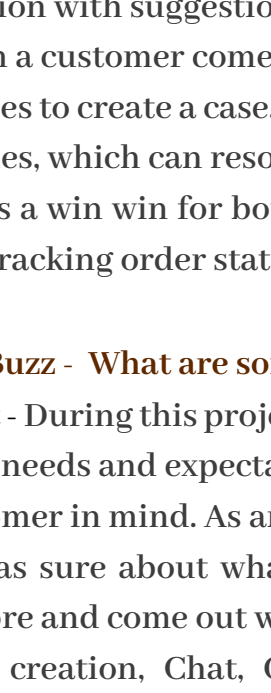 ion with suggestio
a customer come
es to create a case.
es, which can reso
s a win win for bo
racking order stat
Buzz - What are so
- During this proj
needs and expecta
mer in mind. As a
as sure about wha
ore and come out w
creation, Chat,